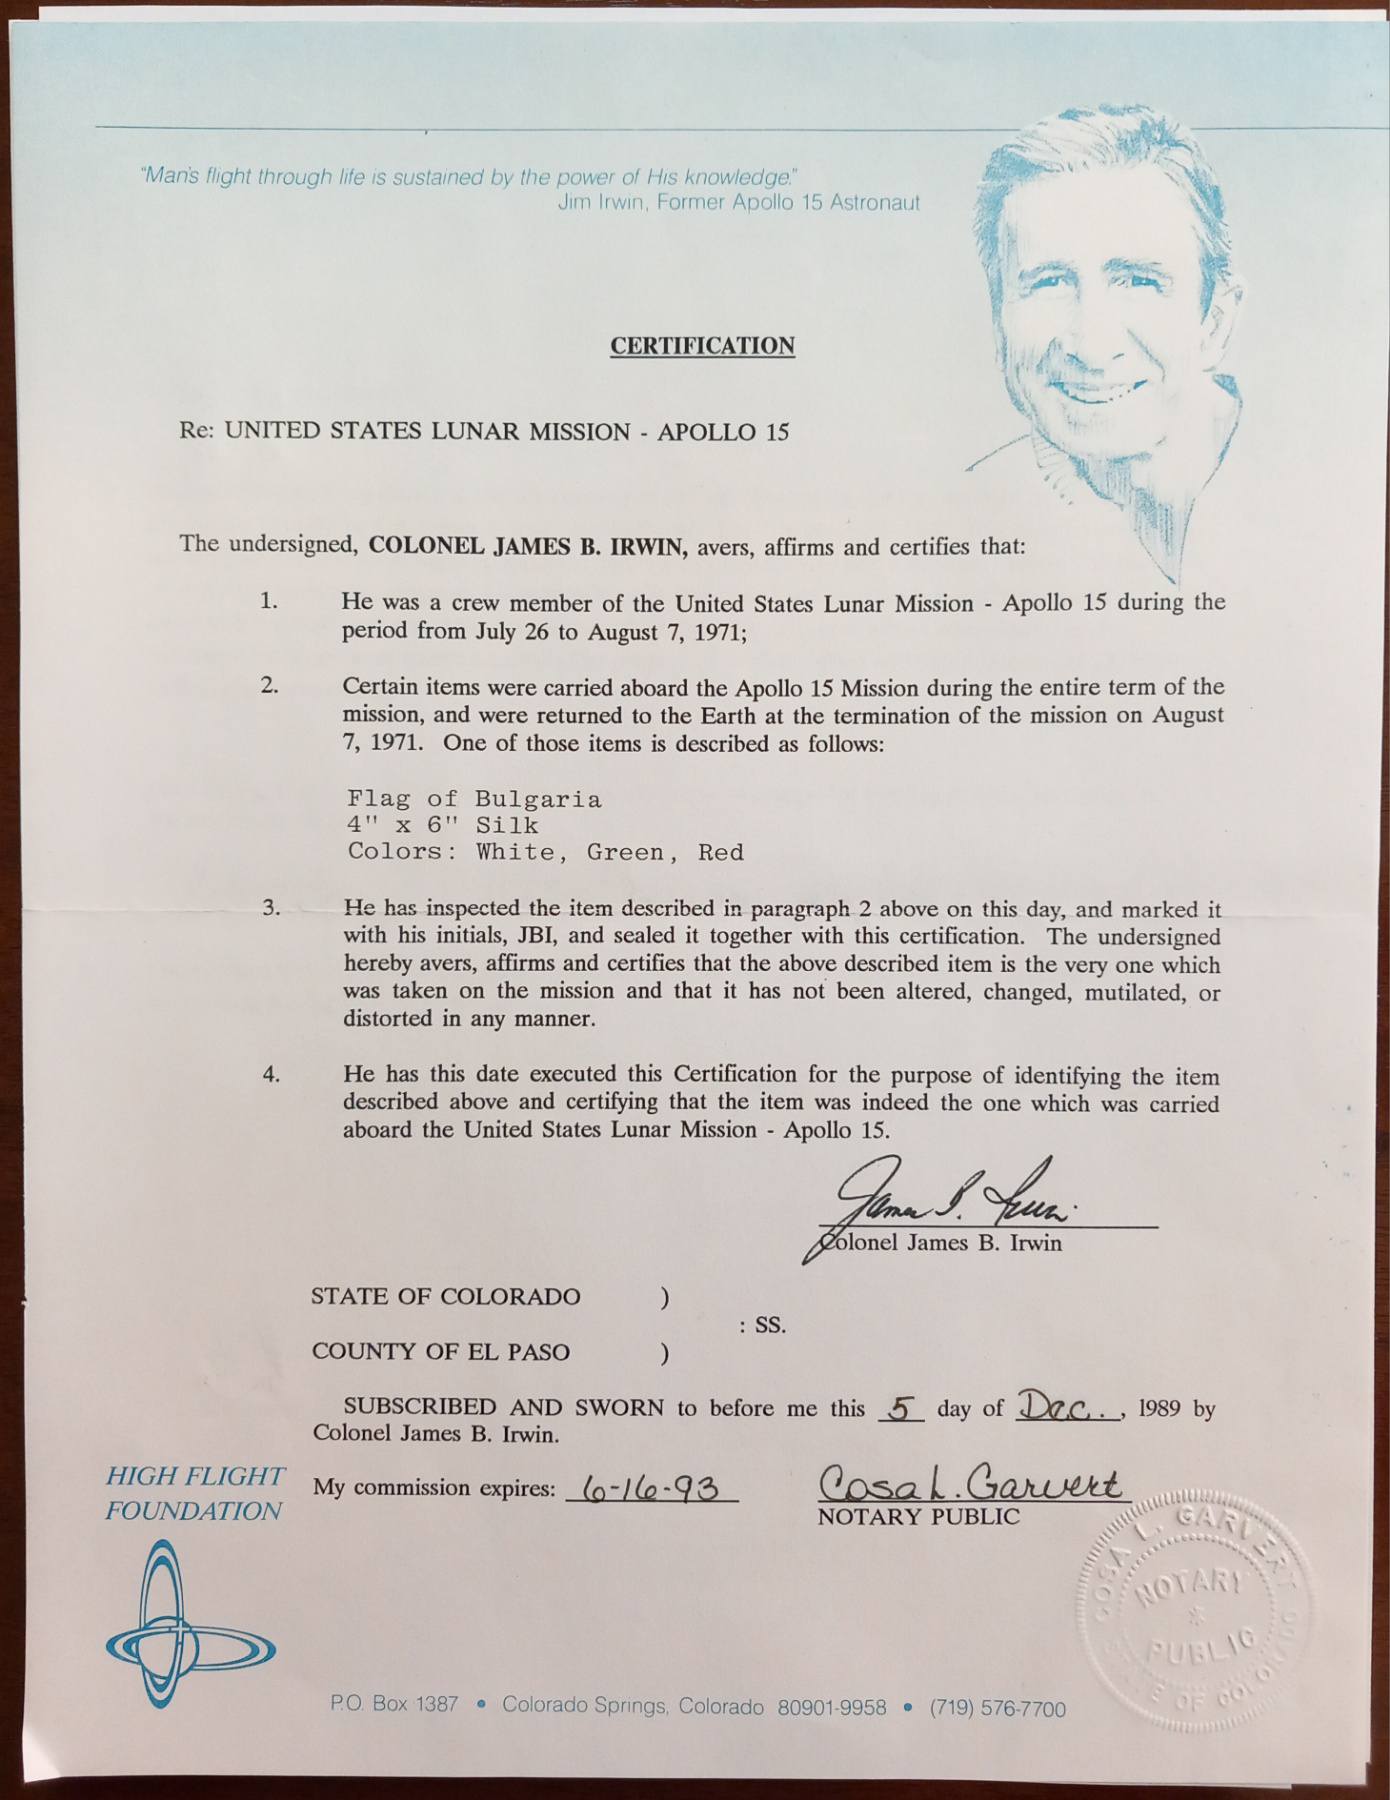 "Man's flight through life is sustained by the power of His knowledge."
Jim Irwin, Former Apollo 15 Astronaut
CERTIFICATION
Re: UNITED STATES LUNAR MISSION - APOLLO 15
The undersigned, COLONEL JAMES B. IRWIN, avers, affirms and certifies that:
1. He was a crew member of the United States Lunar Mission - Apollo 15 during the
period from July 26 to August 7, 1971;
2. Certain items were carried aboard the Apollo 15 Mission during the entire term of the
mission, and were returned to the Earth at the termination of the mission on August
7, 1971. One of those items is described as follows:
Flag of Bulgaria
4" x 6" Silk
Colors: White, Green, Red
3. He has inspected the item described in paragraph 2 above on this day, and marked it
with his initials, JBI, and sealed it together with this certification. The undersigned
hereby avers, affirms and certifies that the above described item is the very one which
was taken on the mission and that it has not been altered, changed, mutilated, or
distorted in any manner.
4. He has this date executed this Certification for the purpose of identifying the item
described above and certifying that the item was indeed the one which was carried
aboard the United States Lunar Mission - Apollo 15.
James B. Irwin
Colonel James B. Irwin
STATE OF COLORADO )
: SS.
COUNTY OF EL PASO )
SUBSCRIBED AND SWORN to before me this 5 day of Dec., 1989 by
Colonel James B. Irwin.
HIGH FLIGHT
FOUNDATION
My commission expires: 6-16-93
Cosa L. Garvert
NOTARY PUBLIC
COSA L. GARVERT
NOTARY
PUBLIC
STATE OF COLORADO
P.O. Box 1387 • Colorado Springs, Colorado 80901-9958 • (719) 576-7700